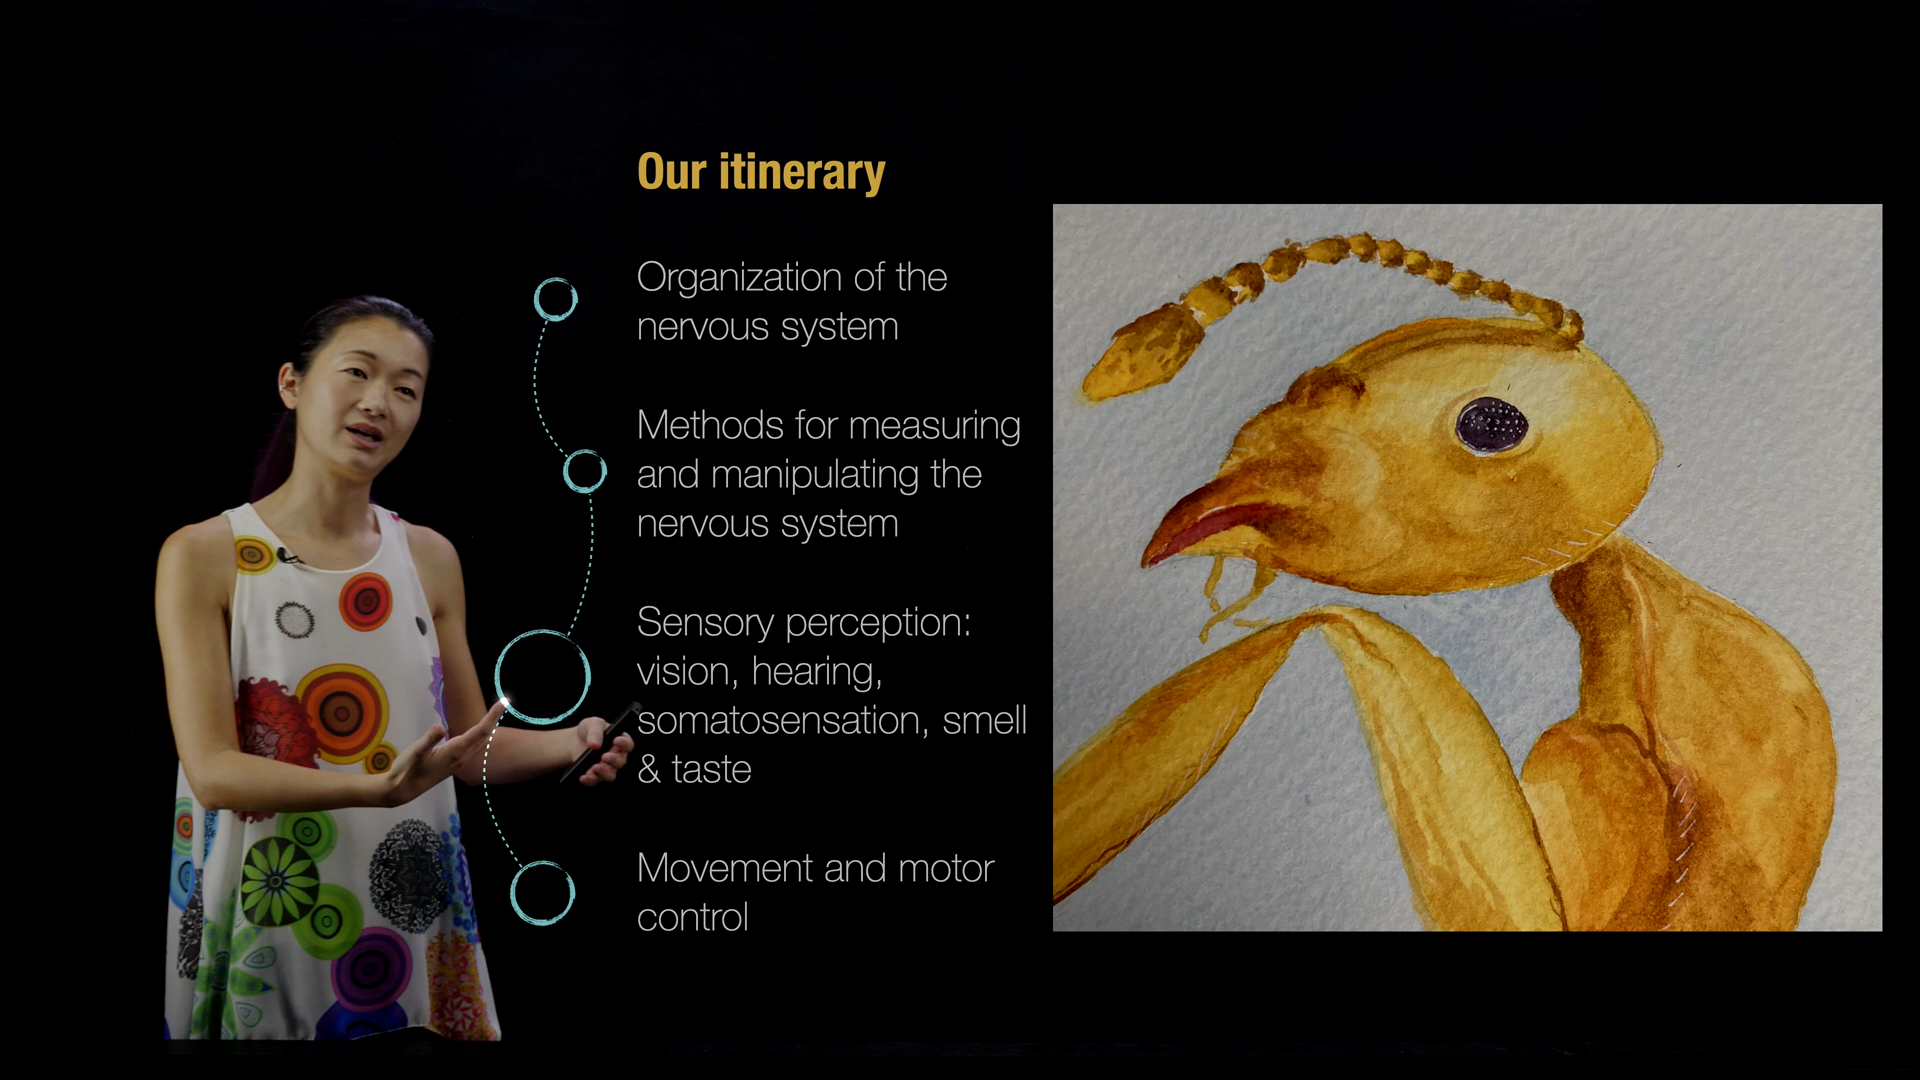 Our itinerary
Organization of the
nervous system
Methods for measuring
and manipulating the
nervous system
Sensory perception:
vision, hearing,
somatosensation, smell
& taste
Movement and motor
control